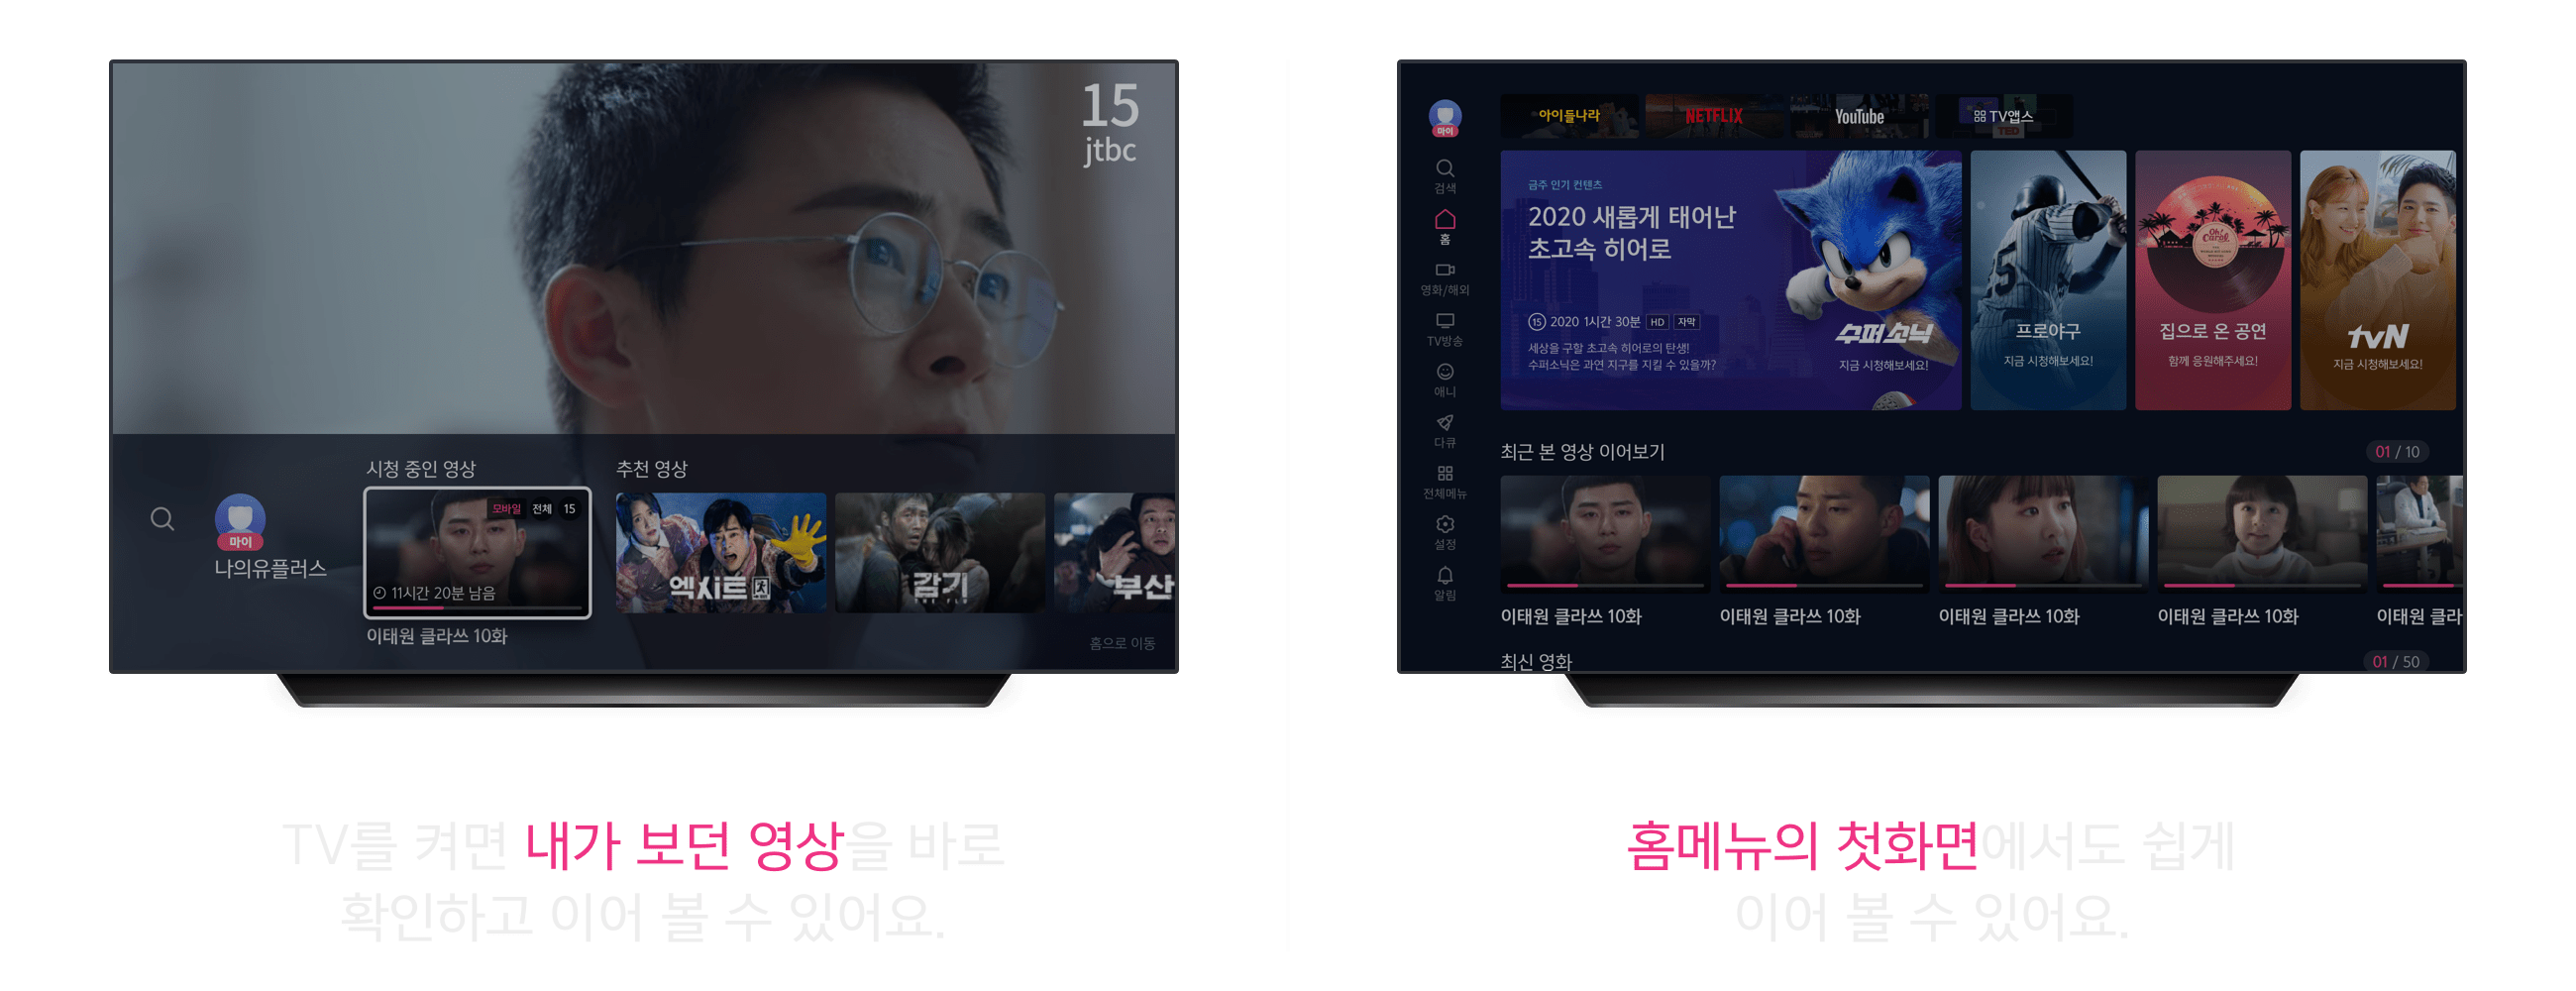 15
jtbc
시청 중인 영상
추천 영상
모바일 전체 15
마이
나의유플러스
11시간 20분 남음
이태원 클라쓰 10화
엑시트
감기
THE FLU
부산
홈으로 이동
TV를 켜면 내가 보던 영상을 바로
확인하고 이어 볼 수 있어요.
마이
검색
홈
영화/해외
TV방송
애니
다큐
전체메뉴
설정
알림
아이들나라
NETFLIX
YouTube
TV앱스
TED
금주 인기 컨텐츠
2020 새롭게 태어난
초고속 히어로
15 2020 1시간 30분 HD 자막
세상을 구할 초고속 히어로의 탄생!
수퍼소닉은 과연 지구를 지킬 수 있을까?
수퍼소닉
지금 시청해보세요!
5
프로야구
지금 시청해보세요!
Oh! Carol
집으로 온 공연
함께 응원해주세요!
tvN
지금 시청해보세요!
최근 본 영상 이어보기
01 / 10
이태원 클라쓰 10화
이태원 클라쓰 10화
이태원 클라쓰 10화
이태원 클라쓰 10화
이태원 클라
최신 영화
01 / 50
홈메뉴의 첫화면에서도 쉽게
이어 볼 수 있어요.